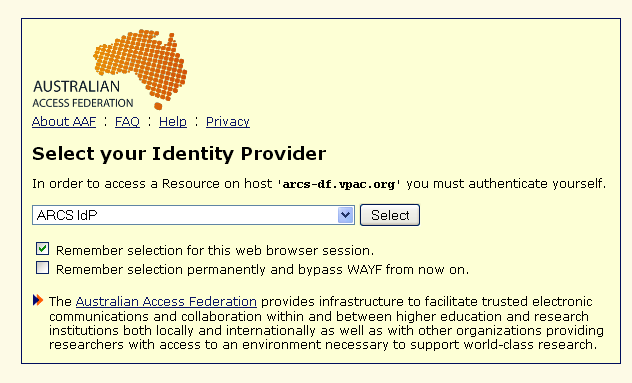 AUSTRALIAN
ACCESS FEDERATION
About AAF : FAQ : Help : Privacy
Select your Identity Provider
In order to access a Resource on host 'arcs-df.vpac.org' you must authenticate yourself.
ARCS IdP Select
Remember selection for this web browser session.
Remember selection permanently and bypass WAYF from now on.
The Australian Access Federation provides infrastructure to facilitate trusted electronic
communications and collaboration within and between higher education and research
institutions both locally and internationally as well as with other organizations providing
researchers with access to an environment necessary to support world-class research.